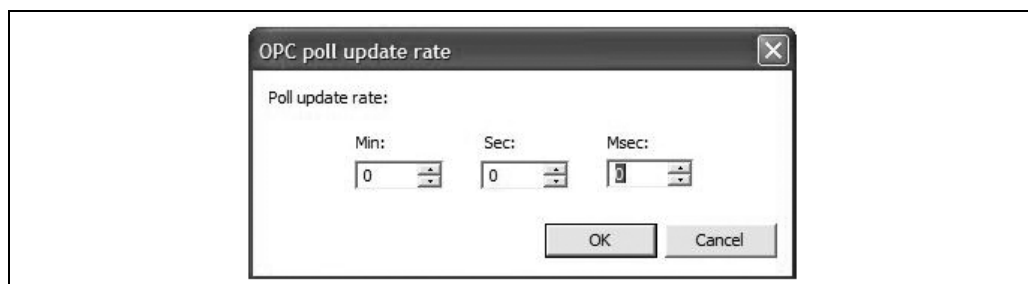 OPC poll update rate
Poll update rate:
Min: Sec: Msec:
0 0 0
OK Cancel